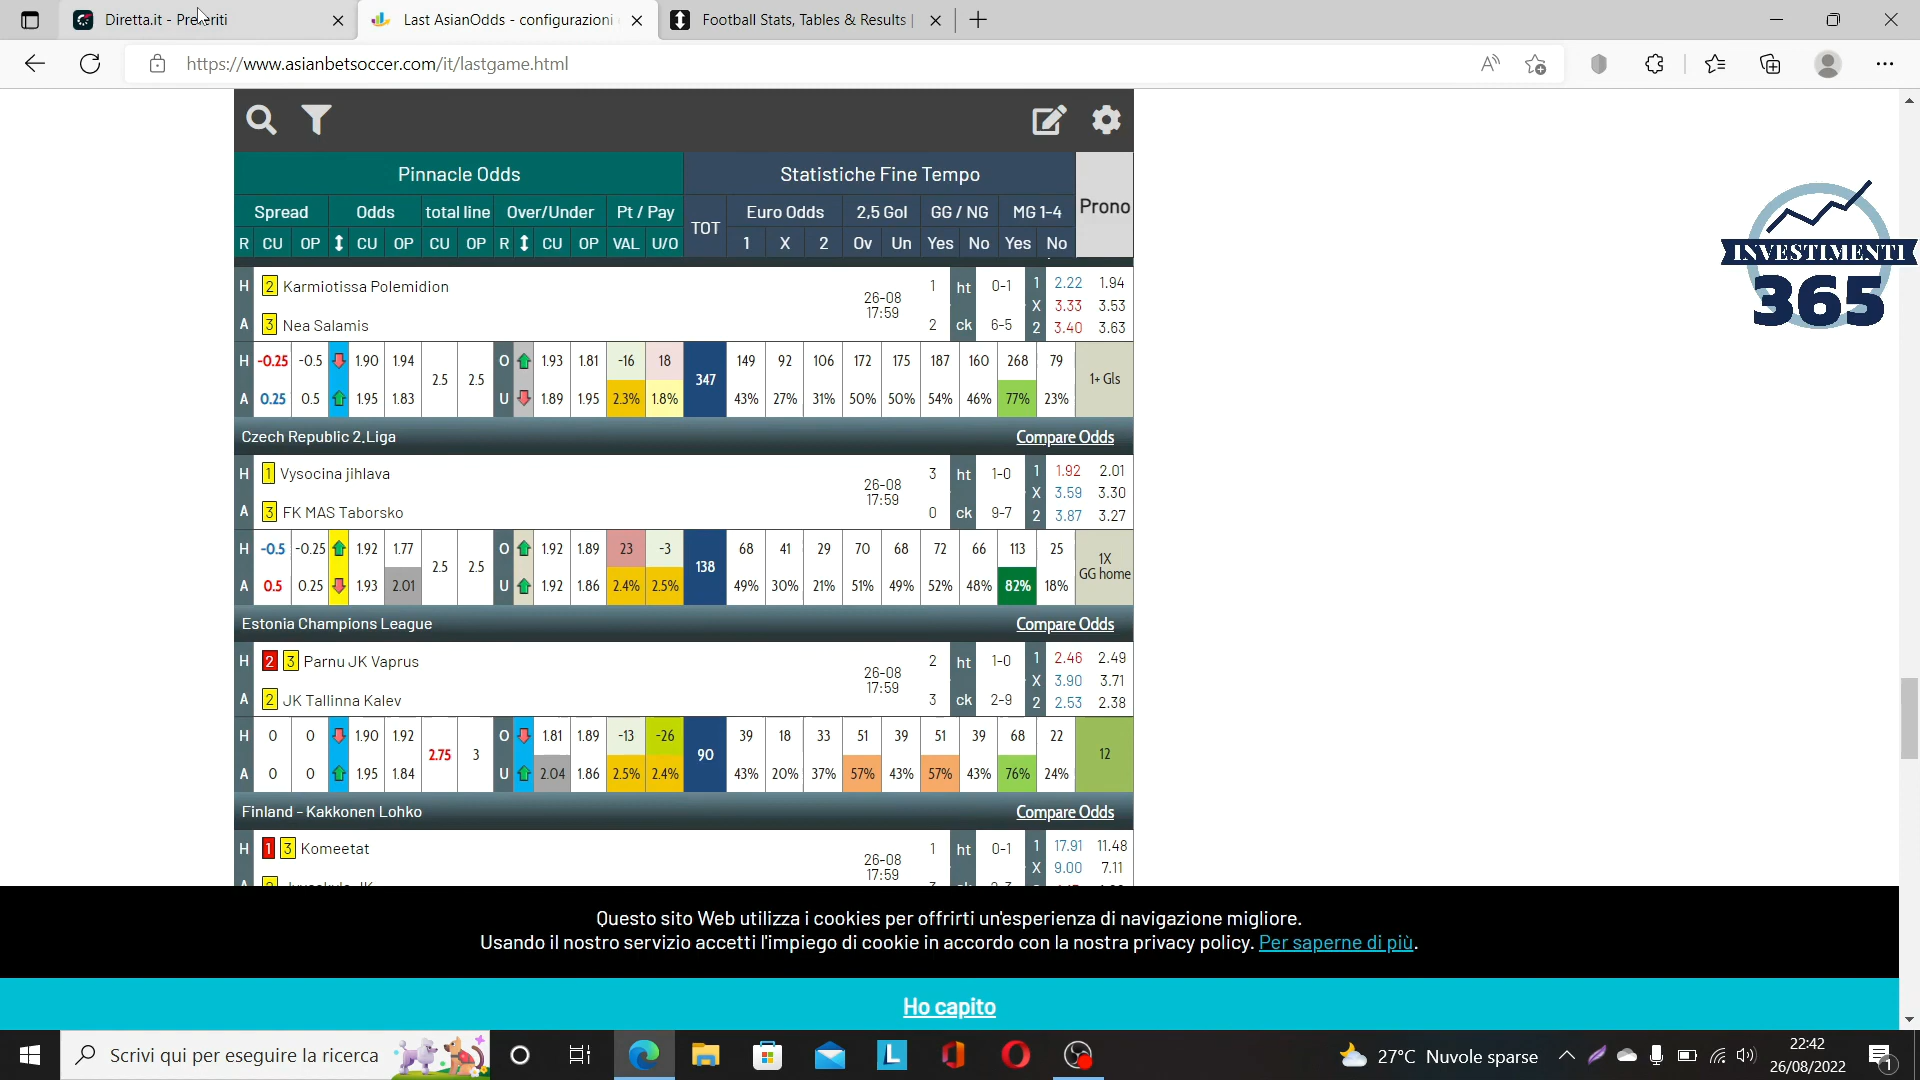 Diretta.it - Preferiti
Last AsianOdds - configurazioni
Football Stats, Tables & Results |
https://www.asianbetsoccer.com/it/lastgame.html
Pinnacle Odds Statistiche Fine Tempo Prono
Spread Odds total line Over/Under Pt / Pay TOT Euro Odds 2,5 Gol GG / NG MG 1-4
R CU OP CU OP CU OP R CU OP VAL U/O 1 X 2 Ov Un Yes No Yes No
H 2 Karmiotissa Polemidion 26-08 17:59 1 ht 0-1 1 2.22 1.94
X 3.33 3.53
A 3 Nea Salamis 2 ck 6-5 2 3.40 3.63
H -0.25 -0.5 1.90 1.94 2.5 2.5 O 1.93 1.81 -16 18 347 149 92 106 172 175 187 160 268 79 1+ Gls
A 0.25 0.5 1.95 1.83 U 1.89 1.95 2.3% 1.8% 43% 27% 31% 50% 50% 54% 46% 77% 23%
Czech Republic 2.Liga Compare Odds
H 1 Vysocina jihlava 26-08 17:59 3 ht 1-0 1 1.92 2.01
X 3.59 3.30
A 3 FK MAS Taborsko 0 ck 9-7 2 3.87 3.27
H -0.5 -0.25 1.92 1.77 2.5 2.5 O 1.92 1.89 23 -3 138 68 41 29 70 68 72 66 113 25 1X GG home
A 0.5 0.25 1.93 2.01 U 1.92 1.86 2.4% 2.5% 49% 30% 21% 51% 49% 52% 48% 82% 18%
Estonia Champions League Compare Odds
H 2 3 Parnu JK Vaprus 26-08 17:59 2 ht 1-0 1 2.46 2.49
X 3.90 3.71
A 2 JK Tallinna Kalev 3 ck 2-9 2 2.53 2.38
H 0 0 1.90 1.92 2.75 3 O 1.81 1.89 -13 -26 90 39 18 33 51 39 51 39 68 22 12
A 0 0 1.95 1.84 U 2.04 1.86 2.5% 2.4% 43% 20% 37% 57% 43% 57% 43% 76% 24%
Finland - Kakkonen Lohko Compare Odds
H 1 3 Komeetat 26-08 17:59 1 ht 0-1 1 17.91 11.48
X 9.00 7.11
Questo sito Web utilizza i cookies per offrirti un'esperienza di navigazione migliore.
Usando il nostro servizio accetti l'impiego di cookie in accordo con la nostra privacy policy. Per saperne di più.
Ho capito
INVESTIMENTI
365
Scrivi qui per eseguire la ricerca
27°C Nuvole sparse
22:42
26/08/2022
1